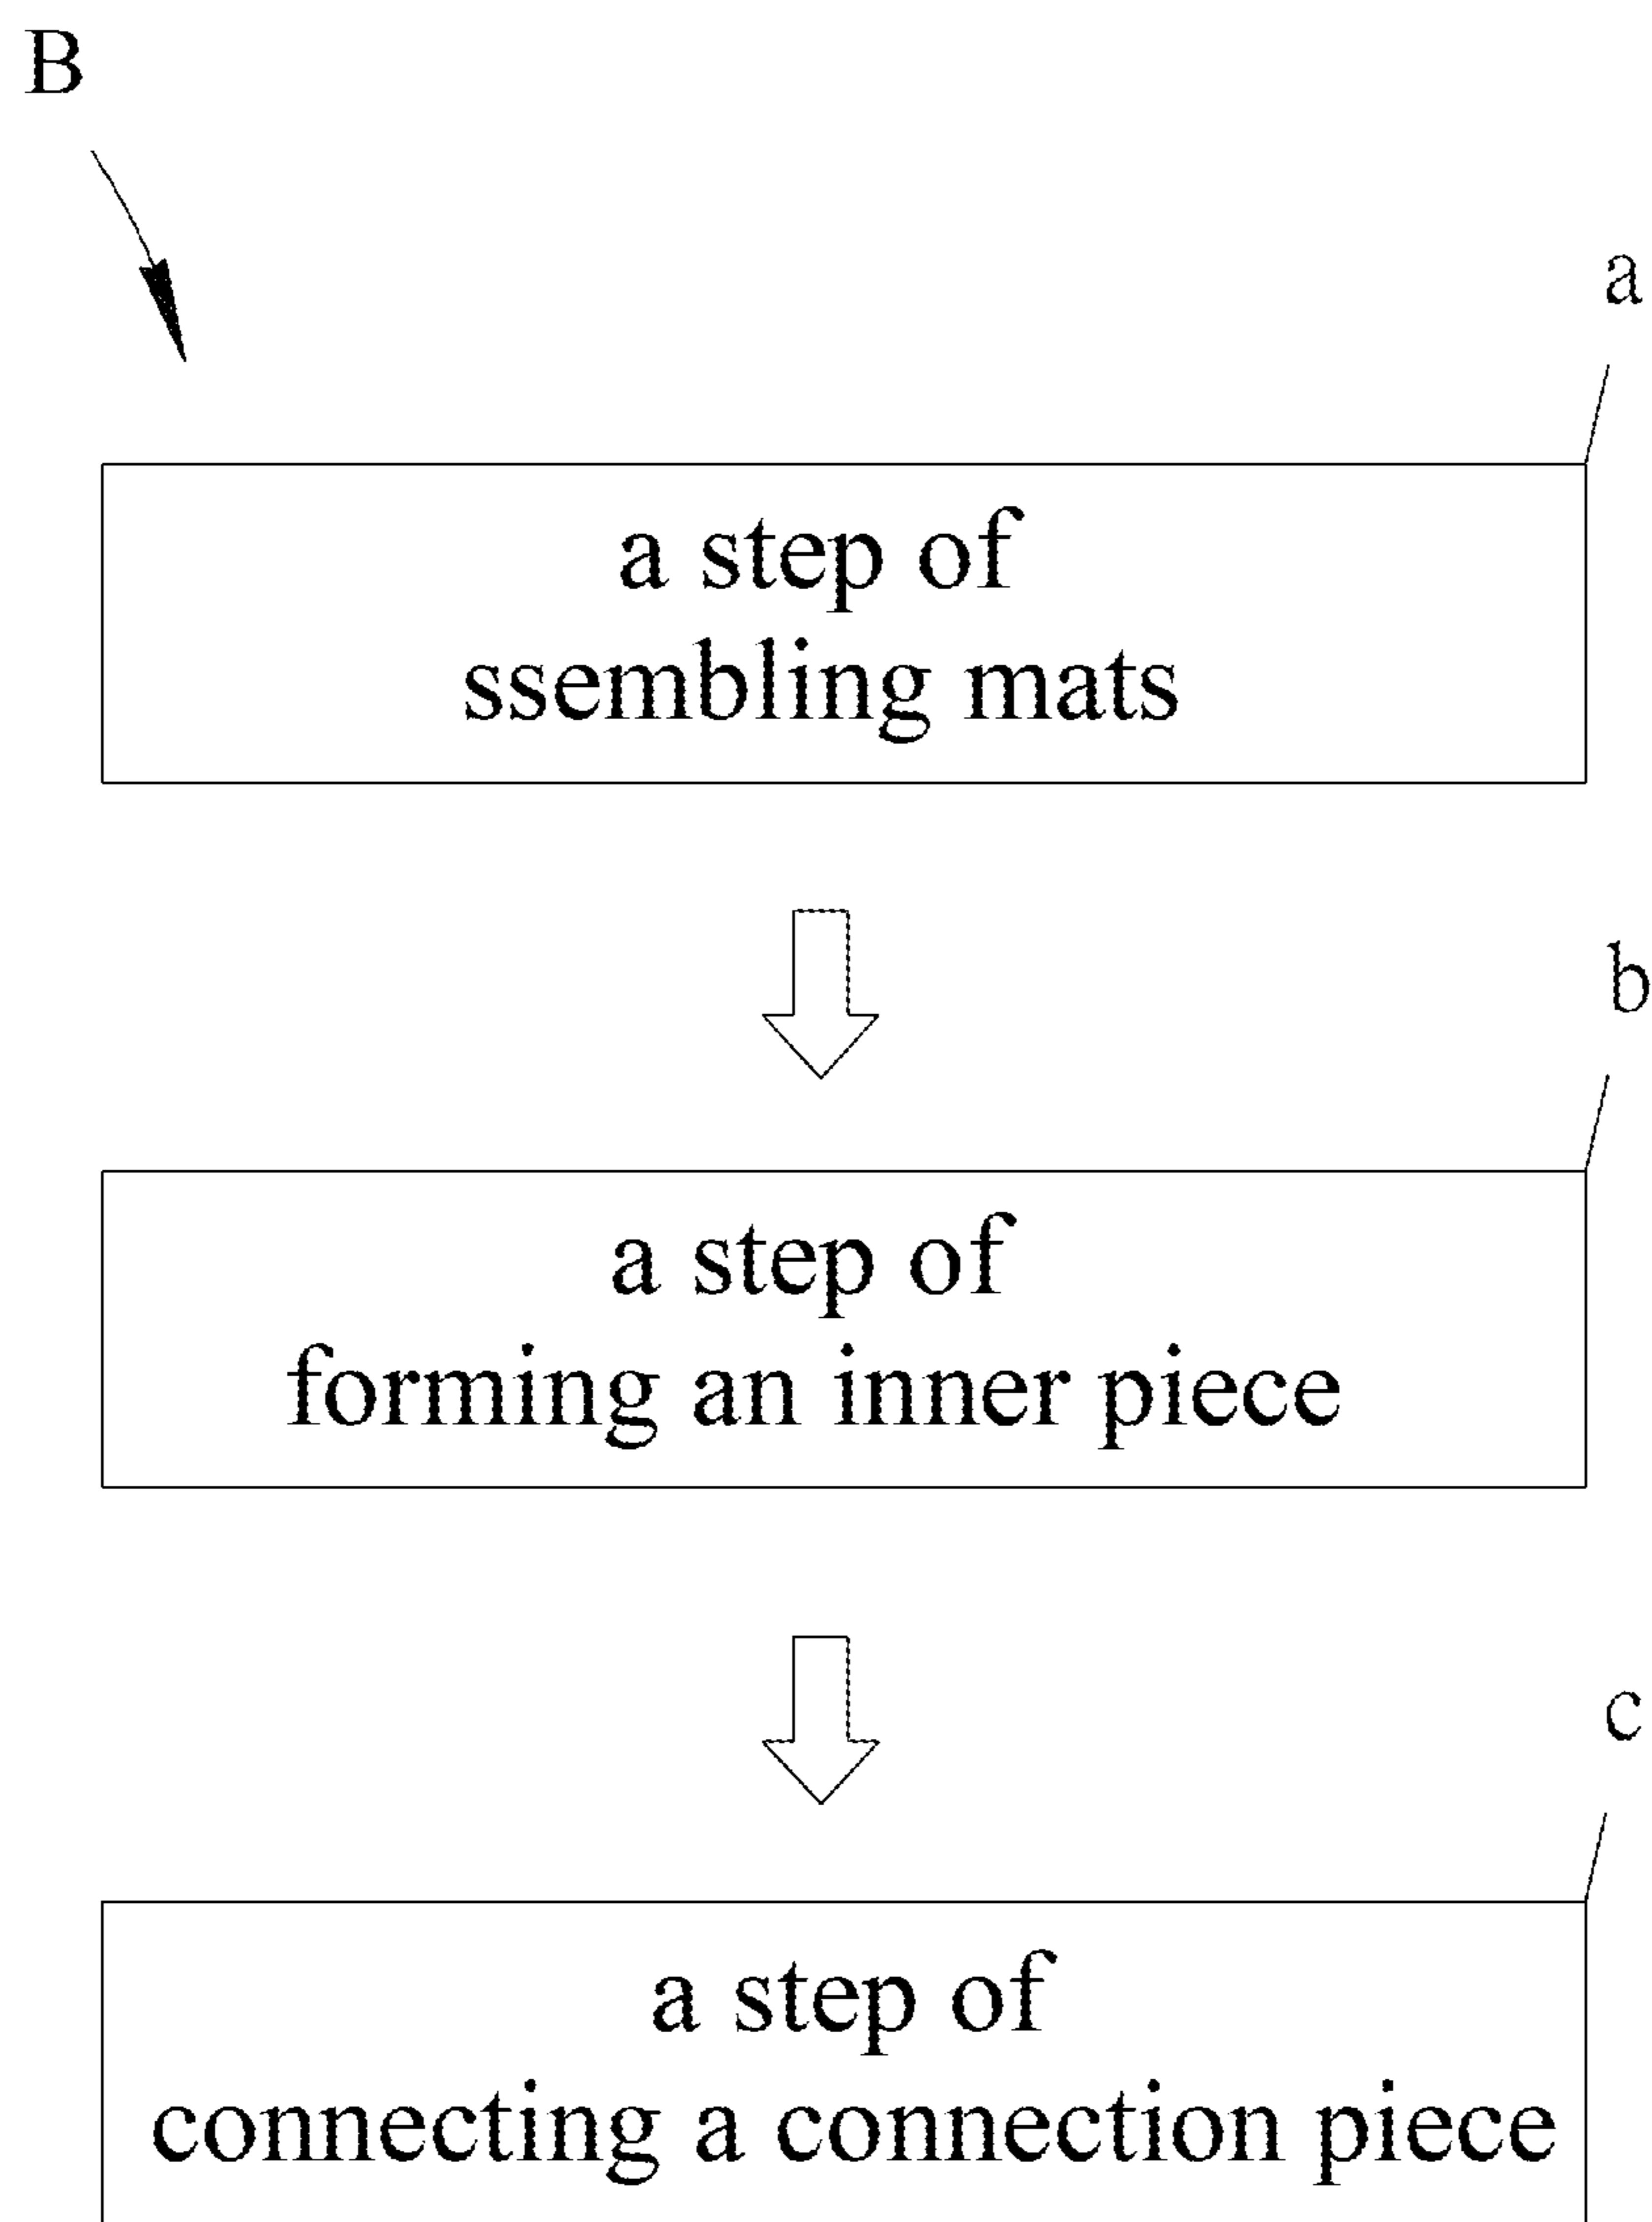 B
a
a step of
ssembling mats
b
a step of
forming an inner piece
c
a step of
connecting a connection piece